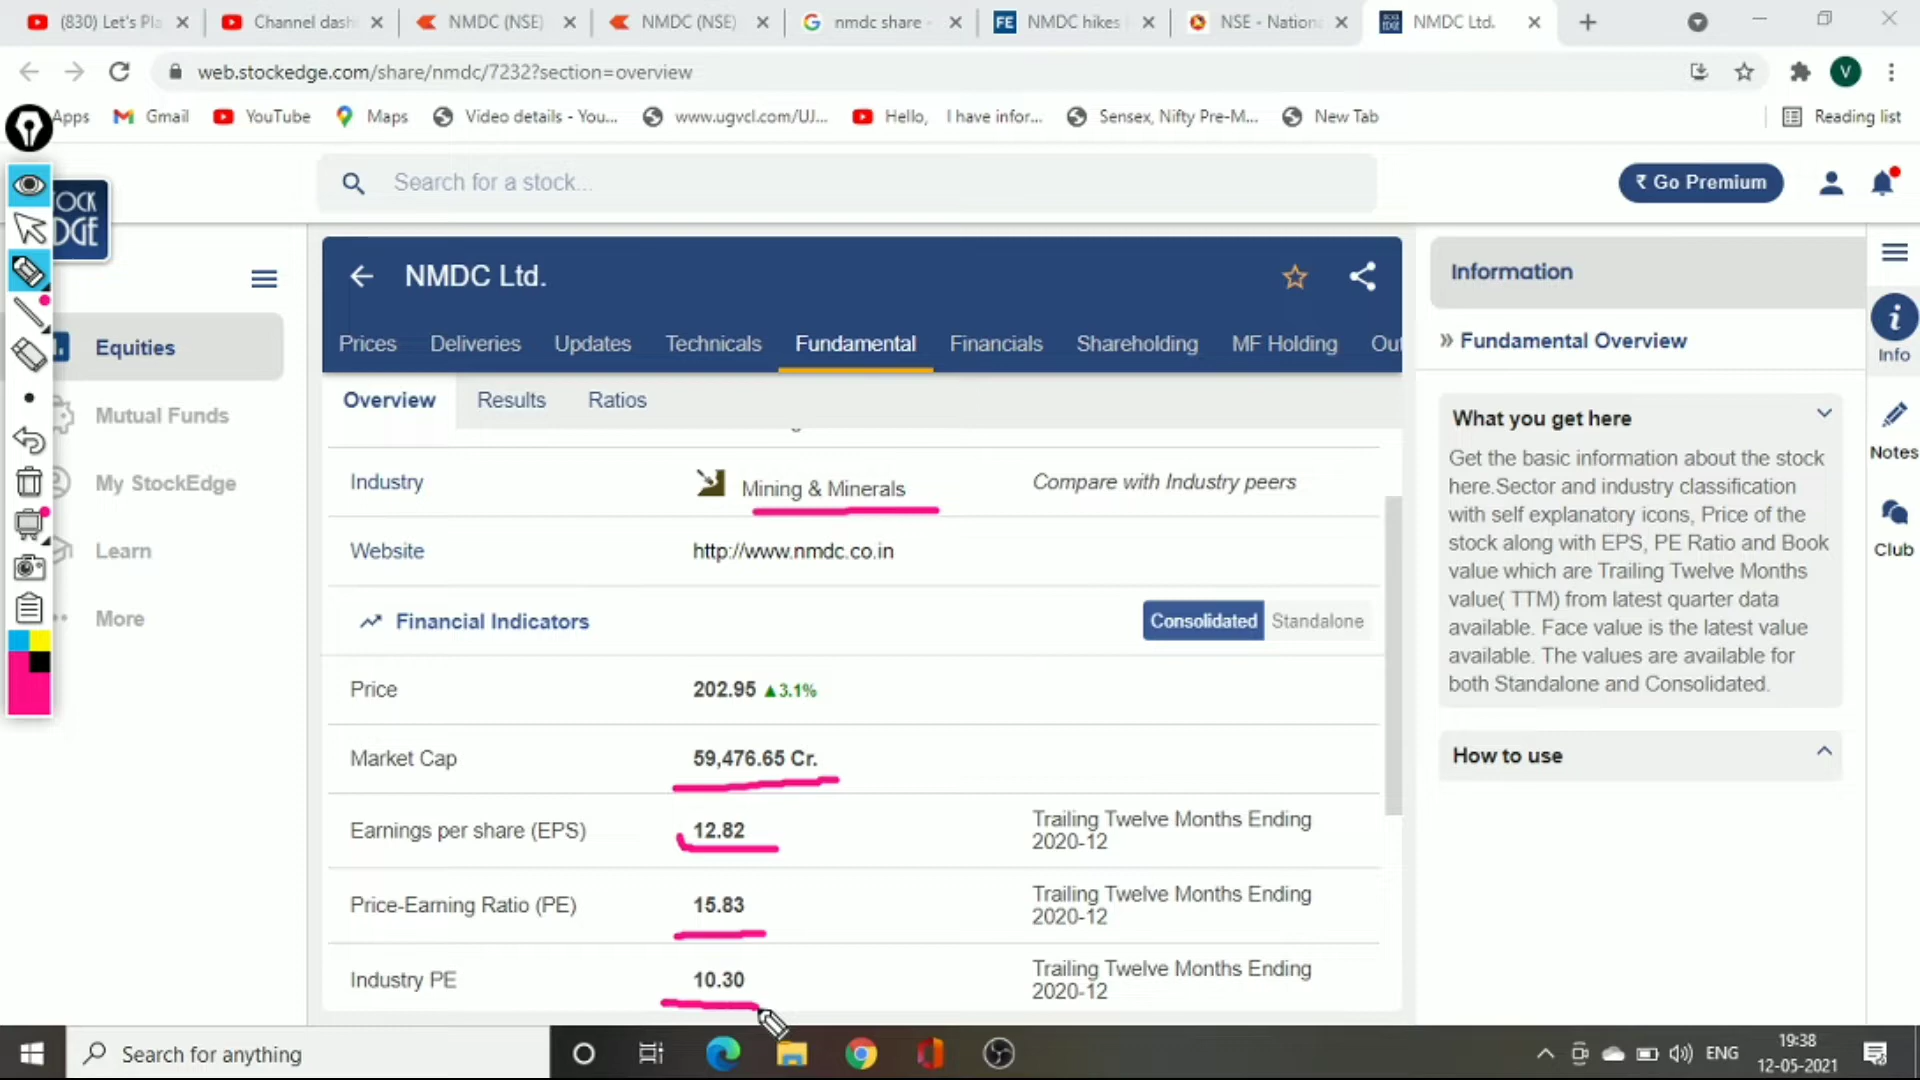 (830) Let's Pla
Channel dash
NMDC (NSE)
NMDC (NSE)
nmdc share -
FE
NMDC hikes
NSE - Nationa
NMDC Ltd.
web.stockedge.com/share/nmdc/7232?section=overview
V
Apps
Gmail
YouTube
Maps
Video details - You...
www.ugvcl.com/UJ...
Hello, I have infor...
Sensex, Nifty Pre-M...
New Tab
Reading list
OCK
DGE
Search for a stock...
₹ Go Premium
Equities
Mutual Funds
My StockEdge
Learn
More
NMDC Ltd.
Prices
Deliveries
Updates
Technicals
Fundamental
Financials
Shareholding
MF Holding
Out
Overview
Results
Ratios
Industry
Mining & Minerals
Compare with Industry peers
Website
http://www.nmdc.co.in
Financial Indicators
Consolidated
Standalone
Price
202.95 ▲3.1%
Market Cap
59,476.65 Cr.
Earnings per share (EPS)
12.82
Trailing Twelve Months Ending
2020-12
Price-Earning Ratio (PE)
15.83
Trailing Twelve Months Ending
2020-12
Industry PE
10.30
Trailing Twelve Months Ending
2020-12
Information
» Fundamental Overview
What you get here
Get the basic information about the stock
here.Sector and industry classification
with self explanatory icons, Price of the
stock along with EPS, PE Ratio and Book
value which are Trailing Twelve Months
value( TTM) from latest quarter data
available. Face value is the latest value
available. The values are available for
both Standalone and Consolidated.
How to use
Info
Notes
Club
Search for anything
ENG
19:38
12-05-2021